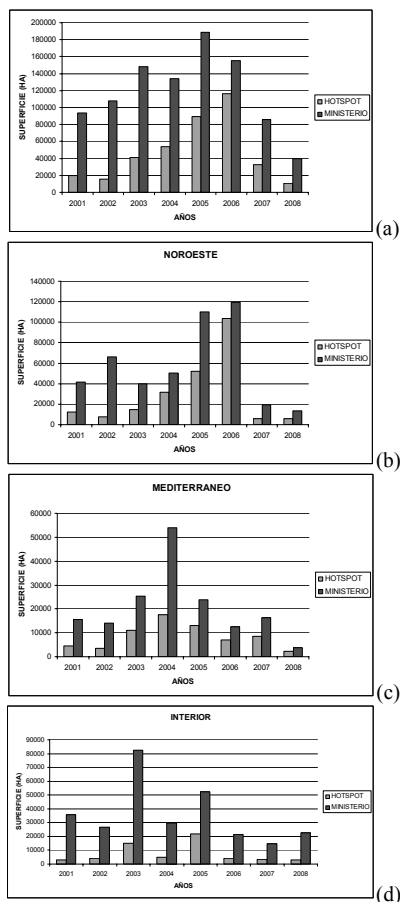 200000
180000
160000
140000
120000
100000
80000
60000
40000
20000
0
SUPERFICIE (HA)
2001 2002 2003 2004 2005 2006 2007 2008
AÑOS
HOTSPOT
MINISTERIO
(a)
NOROESTE
140000
120000
100000
80000
60000
40000
20000
0
SUPERFICIE (HA)
2001 2002 2003 2004 2005 2006 2007 2008
AÑOS
HOTSPOT
MINISTERIO
(b)
MEDITERRANEO
60000
50000
40000
30000
20000
10000
0
SUPERFICIE (HA)
2001 2002 2003 2004 2005 2006 2007 2008
AÑOS
HOTSPOT
MINISTERIO
(c)
INTERIOR
90000
80000
70000
60000
50000
40000
30000
20000
10000
0
SUPERFICIE (HA)
2001 2002 2003 2004 2005 2006 2007 2008
AÑOS
HOTSPOT
MINISTERIO
(d)